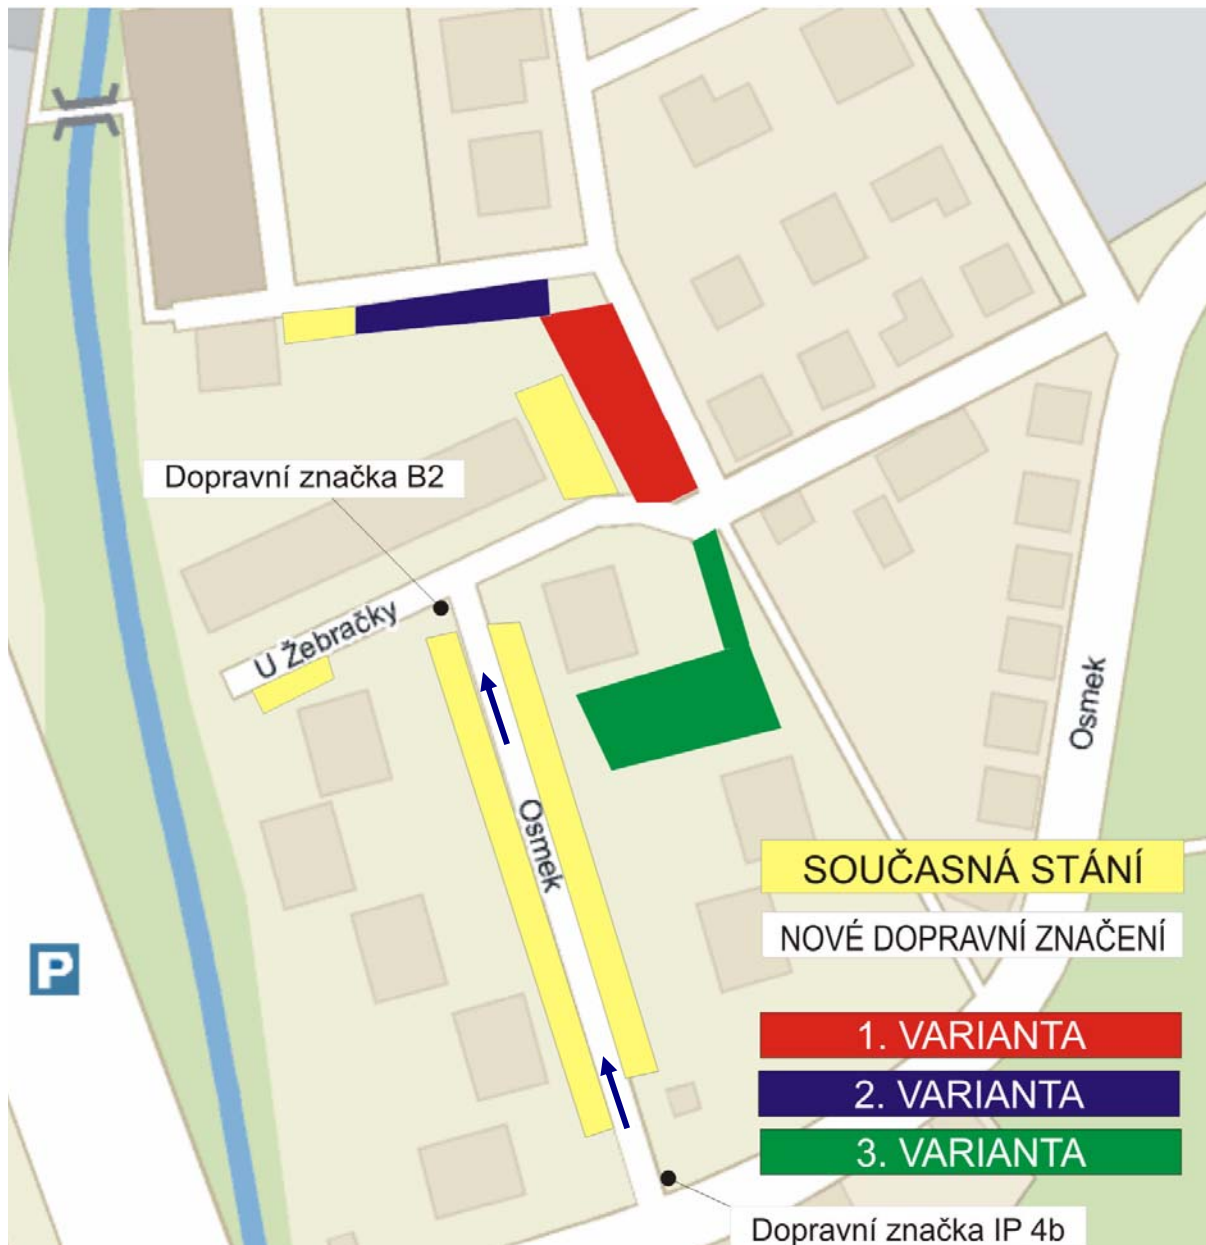 Dopravní značka B2
U Žebračky
Osmek
Osmek
SOUČASNÁ STÁNÍ
NOVÉ DOPRAVNÍ ZNAČENÍ
P
1. VARIANTA
2. VARIANTA
3. VARIANTA
Dopravní značka IP 4b